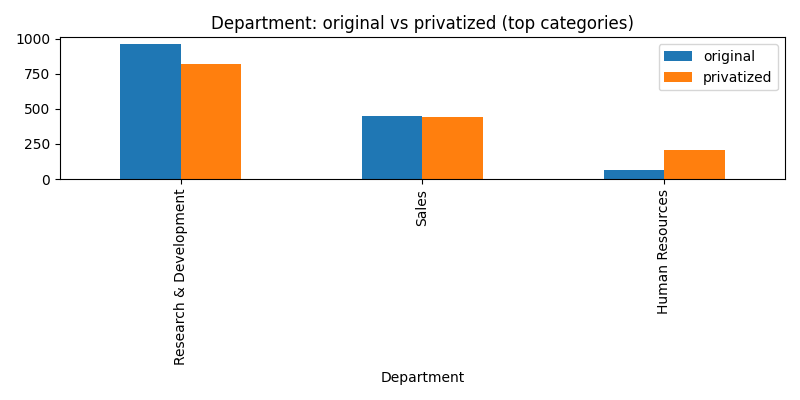 Department: original vs privatized (top categories)
1000
750
500
250
0
original
privatized
Research & Development
Sales
Human Resources
Department